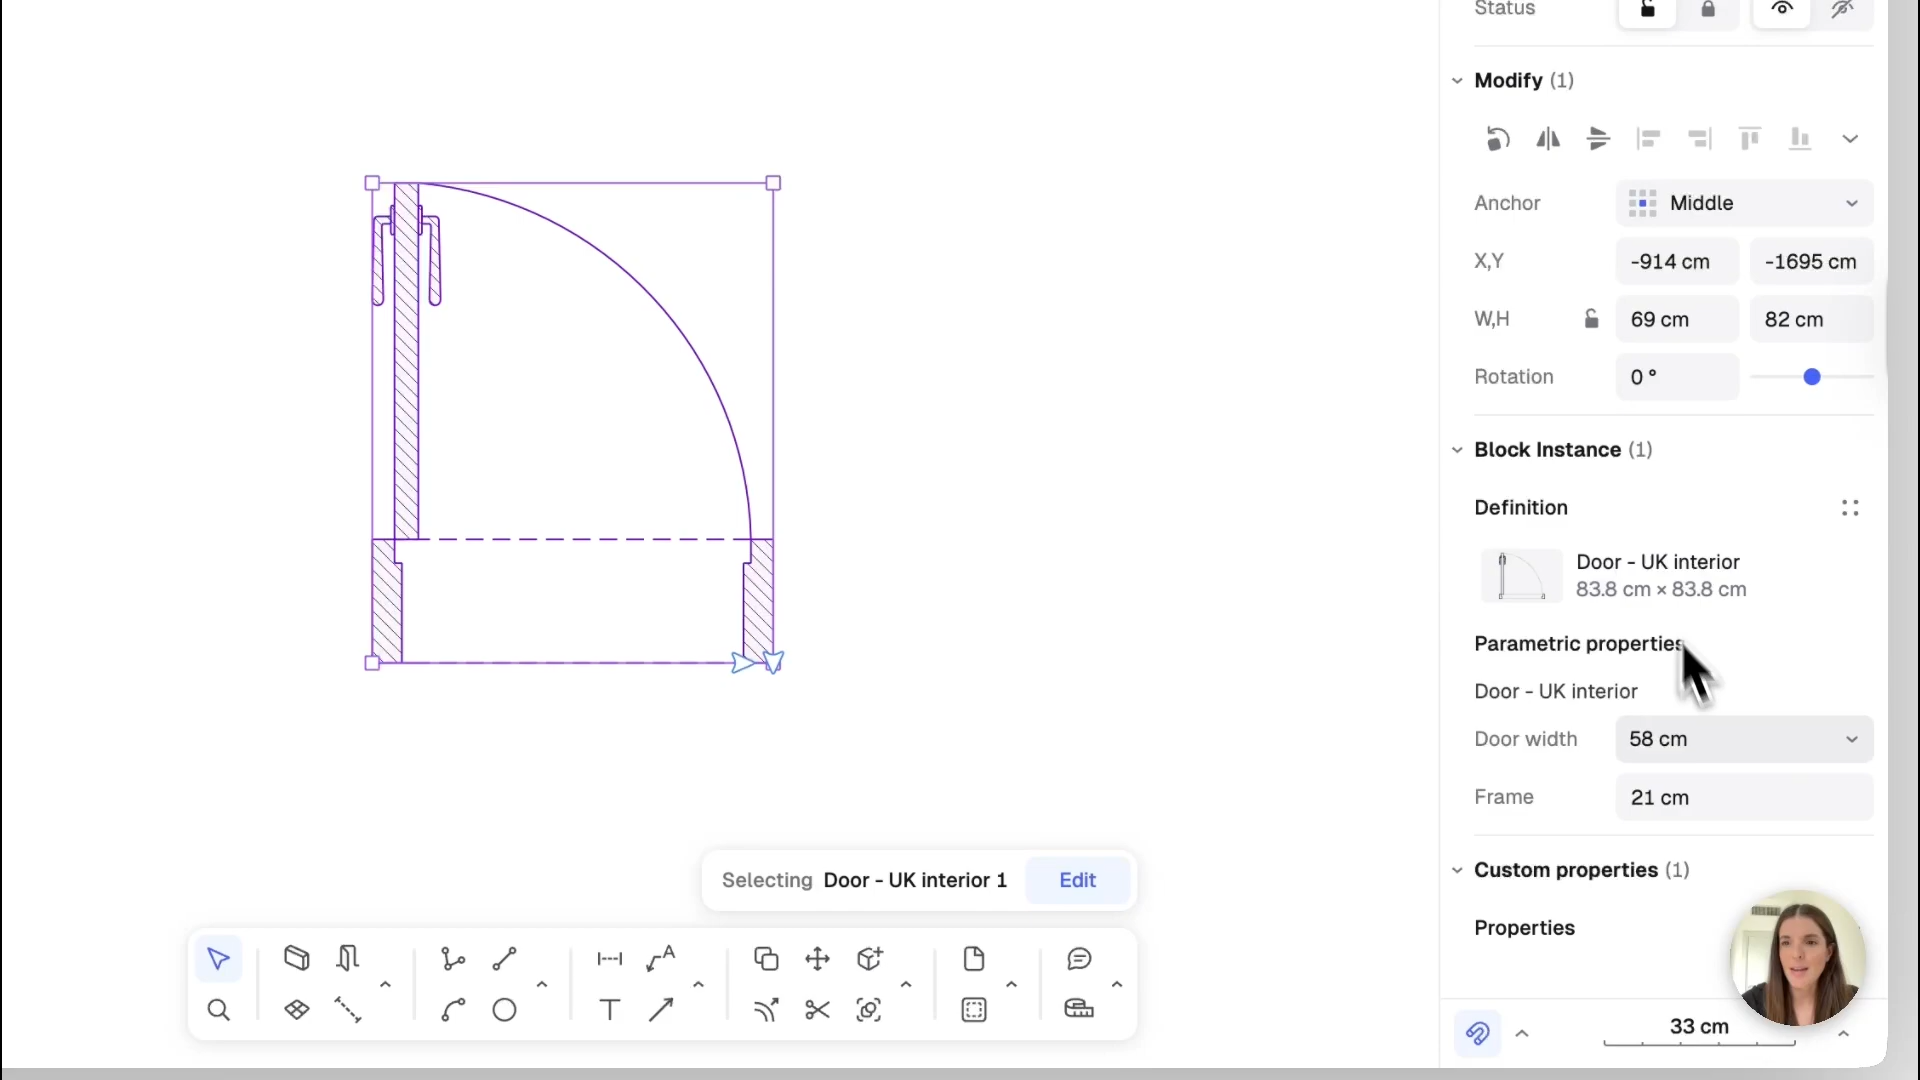 Status
Modify (1)
Anchor Middle
X,Y -914 cm -1695 cm
W,H 69 cm 82 cm
Rotation 0 °
Block Instance (1)
Definition
Door - UK interior
83.8 cm × 83.8 cm
Parametric properties
Door - UK interior
Door width 58 cm
Frame 21 cm
Selecting Door - UK interior 1 Edit
Custom properties (1)
Properties
A
T
33 cm